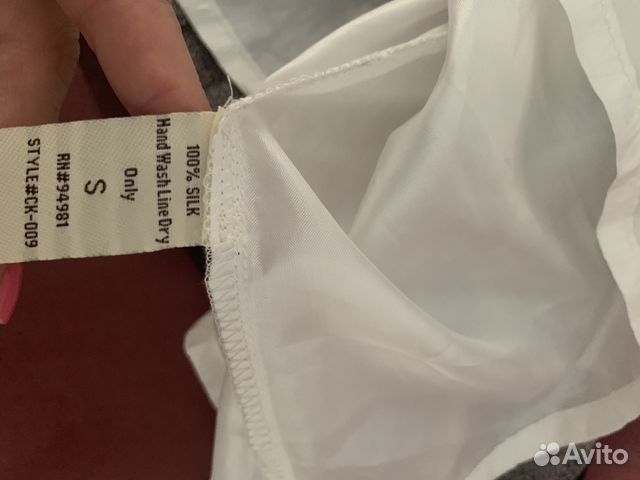 100% SILK
Hand Wash Line Dry
Only
S
RN#94981
STYLE#CK-009
Avito